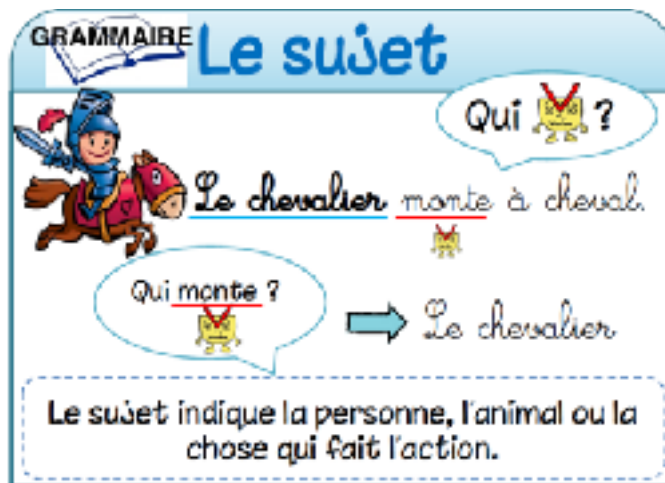 GRAMMAIRE
Le sujet
Qui ?
Le chevalier monte à cheval.
Qui monte ?
Le chevalier
Le sujet indique la personne, l'animal ou la
chose qui fait l'action.